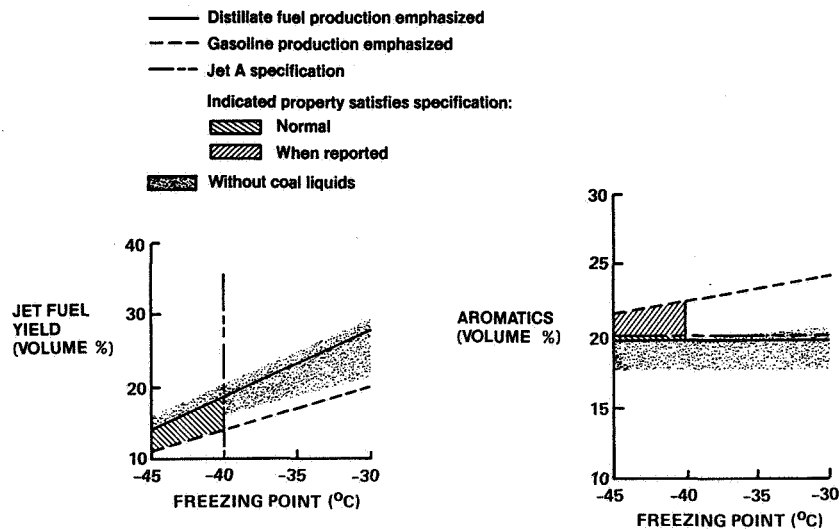 Distillate fuel production emphasized
Gasoline production emphasized
Jet A specification
Indicated property satisfies specification:
Normal
When reported
Without coal liquids
40
30
20
10
JET FUEL
YIELD
(VOLUME %)
-45 -40 -35 -30
FREEZING POINT (°C)
30
25
20
15
10
AROMATICS
(VOLUME %)
-45 -40 -35 -30
FREEZING POINT (°C)